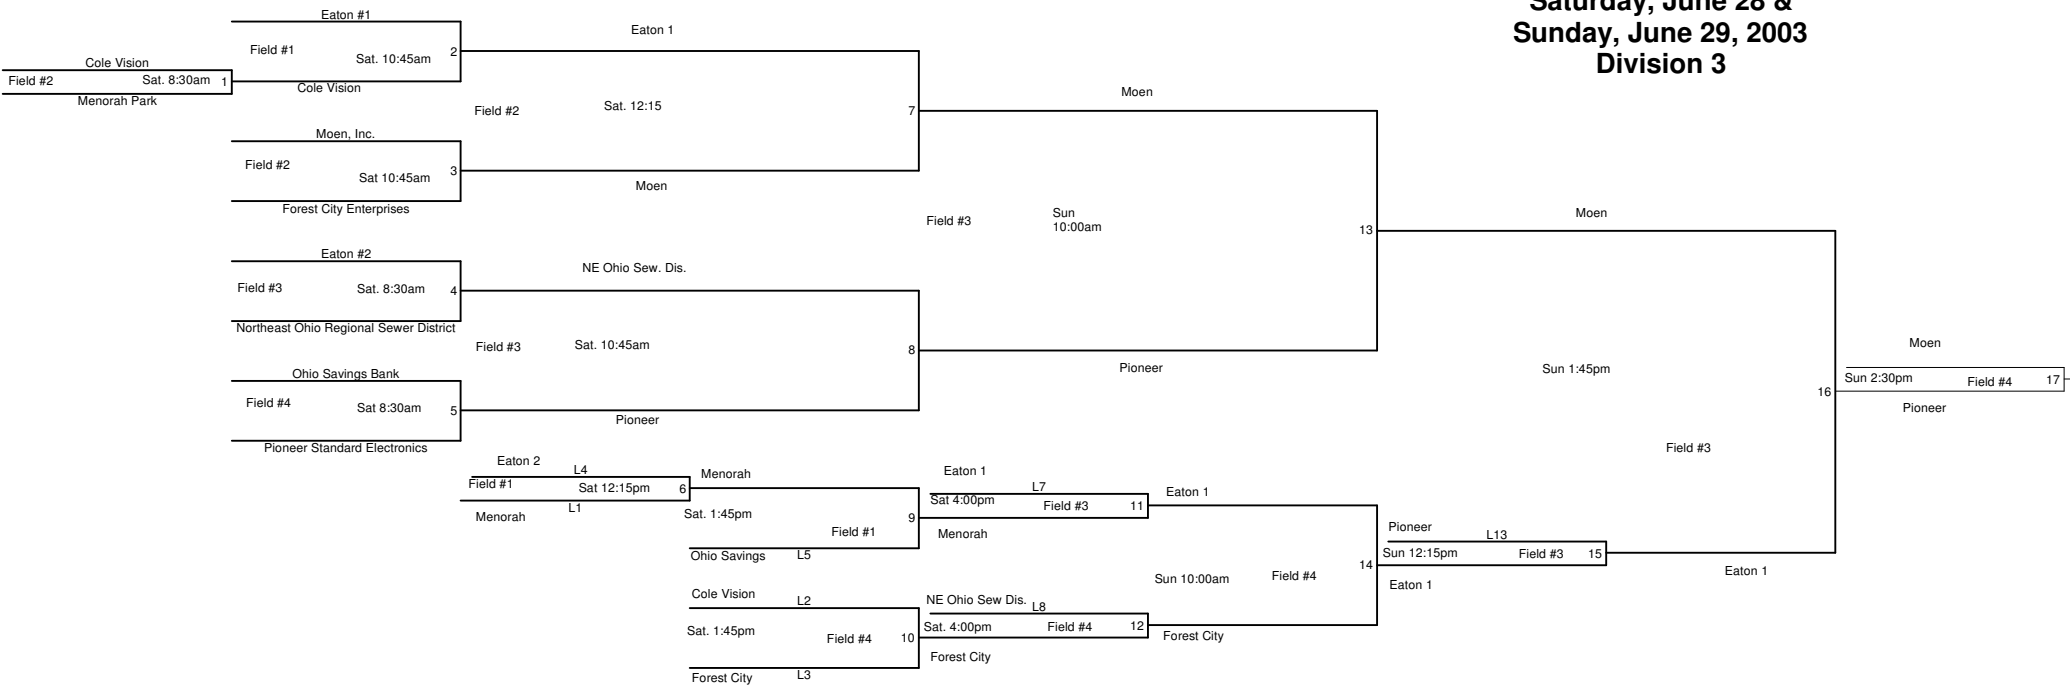 Saturday, June 28 &
Sunday, June 29, 2003
Division 3
Cole Vision
Field #2 Sat. 8:30am 1
Menorah Park
Eaton #1
Field #1 Sat. 10:45am 2
Cole Vision
Moen, Inc.
Field #2 Sat 10:45am 3
Forest City Enterprises
Eaton #2
Field #3 Sat. 8:30am 4
Northeast Ohio Regional Sewer District
Ohio Savings Bank
Field #4 Sat 8:30am 5
Pioneer Standard Electronics
Eaton 1
Field #2 Sat. 12:15 7
Moen
NE Ohio Sew. Dis.
Field #3 Sat. 10:45am 8
Pioneer
Moen
Field #3 Sun
10:00am
13
Pioneer
Moen
Sun 1:45pm
16
Field #3
Moen
Sun 2:30pm Field #4 17
Pioneer
Eaton 2
L4
Field #1 Sat 12:15pm 6
L1
Menorah
Menorah
Sat. 1:45pm
Field #1 9
Ohio Savings L5
Cole Vision L2
Sat. 1:45pm Field #4 10
Forest City L3
Eaton 1
L7
Sat 4:00pm Field #3 11
Menorah
NE Ohio Sew Dis. L8
Sat. 4:00pm Field #4 12
Forest City
Eaton 1
Sun 10:00am Field #4 14
Forest City
Pioneer
L13
Sun 12:15pm Field #3 15
Eaton 1
Eaton 1